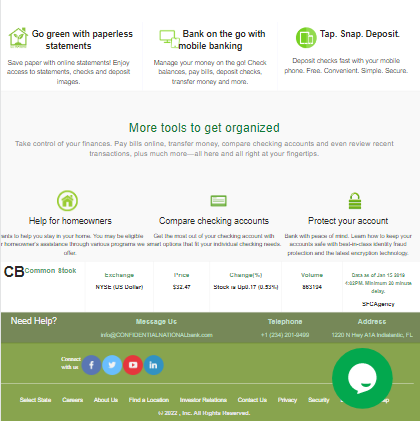 Go green with paperless
statements
Save paper with online statements! Enjoy
access to statements, checks and deposit
images.
Bank on the go with
mobile banking
Manage your money on the go! Check
balances, pay bills, deposit checks,
transfer money and more.
Tap. Snap. Deposit.
Deposit checks fast with your mobile
phone. Free. Convenient. Simple. Secure.
More tools to get organized
Take control of your finances. Pay bills online, transfer money, compare checking accounts and even review recent
transactions, plus much more—all here and all right at your fingertips.
Help for homeowners
ants to help you stay in your home. You may be eligible
r homeowner's assistance through various programs we
offer.
Compare checking accounts
Get the most out of your checking account with
smart options that fit your individual checking needs.
Protect your account
Bank with peace of mind. Learn how to keep your
accounts safe with best-in-class identity fraud
protection and the latest encryption technology.
CB Common Stock
Exchange
NYSE (US Dollar)
Price
$32.47
Change(%)
Stock is Up0.17 (0.53%)
Volume
863194
Data as of Jan 15 2019
4:02PM. Minimum 20 minute
delay.
SFCAgency
Need Help?
Message Us
info@CONFIDENTIALNATIONALbank.com
Telephone
+1 (234) 201-8499
Address
1220 N Hwy A1A Indialantic, FL
Connect
with us
Select State Careers About Us Find a Location Investor Relations Contact Us Privacy Security
© 2022 , Inc. All Rights Reserved.